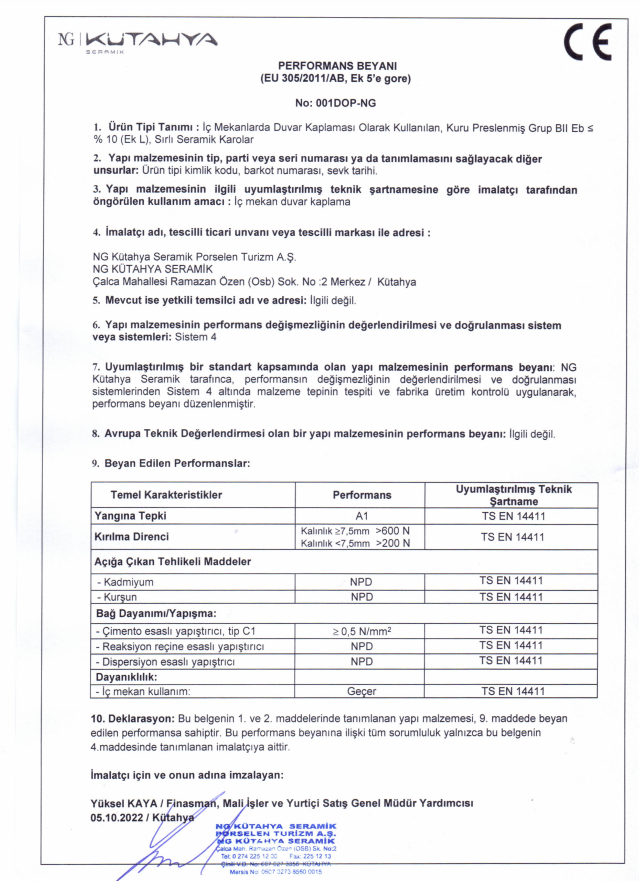 NG KÜTAHYA
SERAMİK
CE
PERFORMANS BEYANI
(EU 305/2011/AB, Ek 5'e gore)
No: 001DOP-NG
1. Ürün Tipi Tanımı : İç Mekanlarda Duvar Kaplaması Olarak Kullanılan, Kuru Preslenmiş Grup BII Eb ≤
% 10 (Ek L), Sırlı Seramik Karolar
2. Yapı malzemesinin tip, parti veya seri numarası ya da tanımlamasını sağlayacak diğer
unsurlar: Ürün tipi kimlik kodu, barkot numarası, sevk tarihi.
3. Yapı malzemesinin ilgili uyumlaştırılmış teknik şartnamesine göre imalatçı tarafından
öngörülen kullanım amacı : İç mekan duvar kaplama
4. İmalatçı adı, tescilli ticari unvanı veya tescilli markası ile adresi :
NG Kütahya Seramik Porselen Turizm A.Ş.
NG KÜTAHYA SERAMİK
Çalca Mahallesi Ramazan Özen (Osb) Sok. No :2 Merkez / Kütahya
5. Mevcut ise yetkili temsilci adı ve adresi: İlgili değil.
6. Yapı malzemesinin performans değişmezliğinin değerlendirilmesi ve doğrulanması sistem
veya sistemleri: Sistem 4
7. Uyumlaştırılmış bir standart kapsamında olan yapı malzemesinin performans beyanı: NG
Kütahya Seramik tarafınca, performansın değişmezliğinin değerlendirilmesi ve doğrulanması
sistemlerinden Sistem 4 altında malzeme tepinin tespiti ve fabrika üretim kontrolü uygulanarak,
performans beyanı düzenlenmiştir.
8. Avrupa Teknik Değerlendirmesi olan bir yapı malzemesinin performans beyanı: İlgili değil.
9. Beyan Edilen Performanslar:
Temel Karakteristikler Performans Uyumlaştırılmış Teknik
Şartname
Yangına Tepki A1 TS EN 14411
Kırılma Direnci Kalınlık ≥7,5mm >600 N TS EN 14411
Kalınlık <7,5mm >200 N
Açığa Çıkan Tehlikeli Maddeler
- Kadmiyum NPD TS EN 14411
- Kurşun NPD TS EN 14411
Bağ Dayanımı/Yapışma:
- Çimento esaslı yapıştırıcı, tip C1 ≥ 0,5 N/mm² TS EN 14411
- Reaksiyon reçine esaslı yapıştırıcı NPD TS EN 14411
- Dispersiyon esaslı yapıştrıcı NPD TS EN 14411
Dayanıklılık:
- İç mekan kullanım: Geçer TS EN 14411
10. Deklarasyon: Bu belgenin 1. ve 2. maddelerinde tanımlanan yapı malzemesi, 9. maddede beyan
edilen performansa sahiptir. Bu performans beyanına ilişki tüm sorumluluk yalnızca bu belgenin
4.maddesinde tanımlanan imalatçıya aittir.
İmalatçı için ve onun adına imzalayan:
Yüksel KAYA / Finasman, Mali İşler ve Yurtiçi Satış Genel Müdür Yardımcısı
05.10.2022 / Kütahya
NG KÜTAHYA SERAMİK
PORSELEN TURİZM A.Ş.
NG KÜTAHYA SERAMİK
Çalca Mah. Ramazan Özen (OSB) Sk. No:2
Tel: 0 274 225 12 00 Fax: 225 12 13
Mersis No: